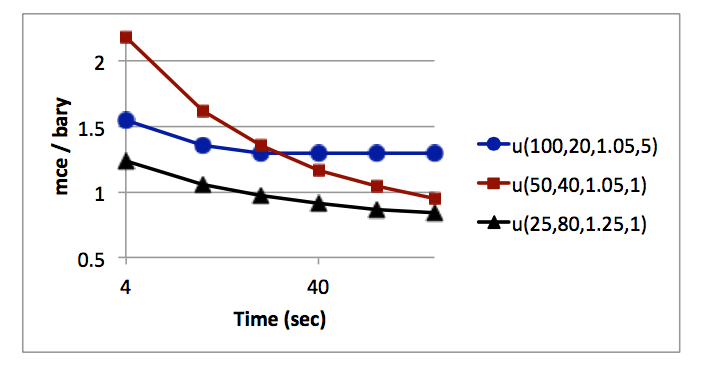 mce / bary
2
1.5
1
0.5
4
40
Time (sec)
u(100,20,1.05,5)
u(50,40,1.05,1)
u(25,80,1.25,1)